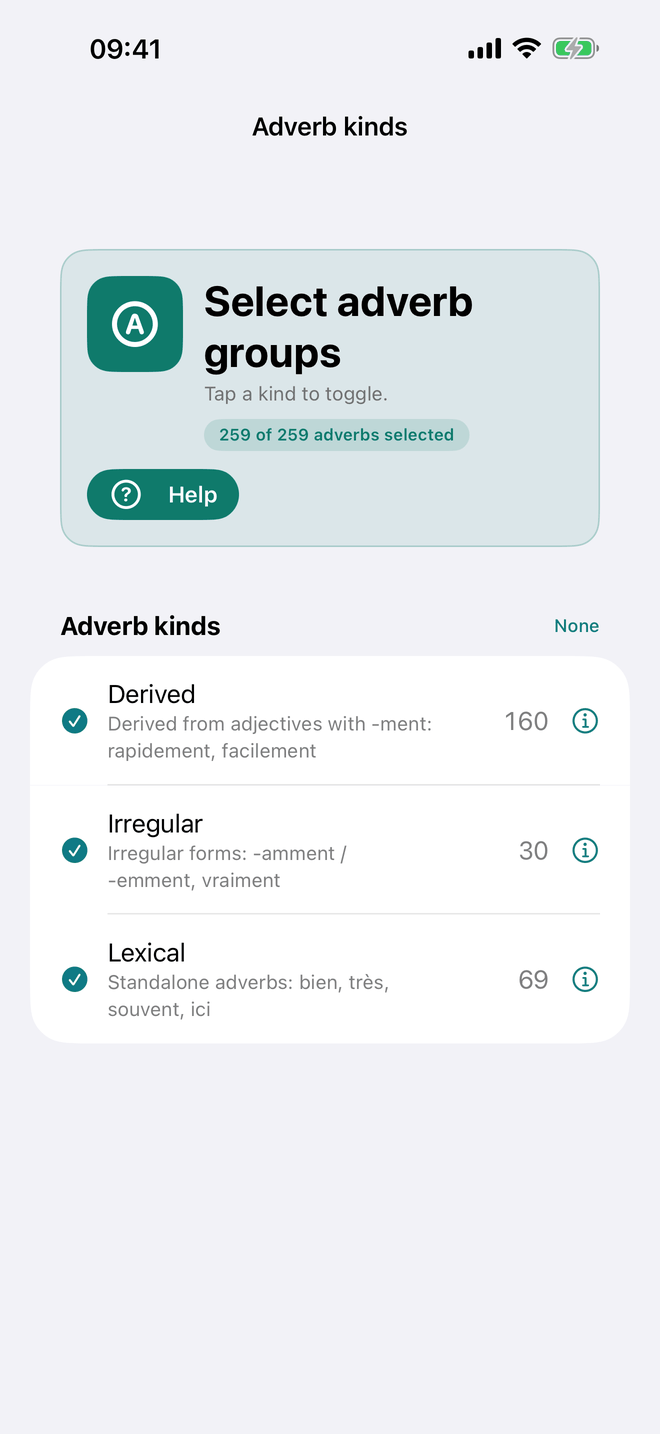 09:41
Adverb kinds
Select adverb
groups
Tap a kind to toggle.
259 of 259 adverbs selected
Help
Adverb kinds
None
Derived
Derived from adjectives with -ment:
rapidement, facilement
160
Irregular
Irregular forms: -amment /
-emment, vraiment
30
Lexical
Standalone adverbs: bien, très,
souvent, ici
69